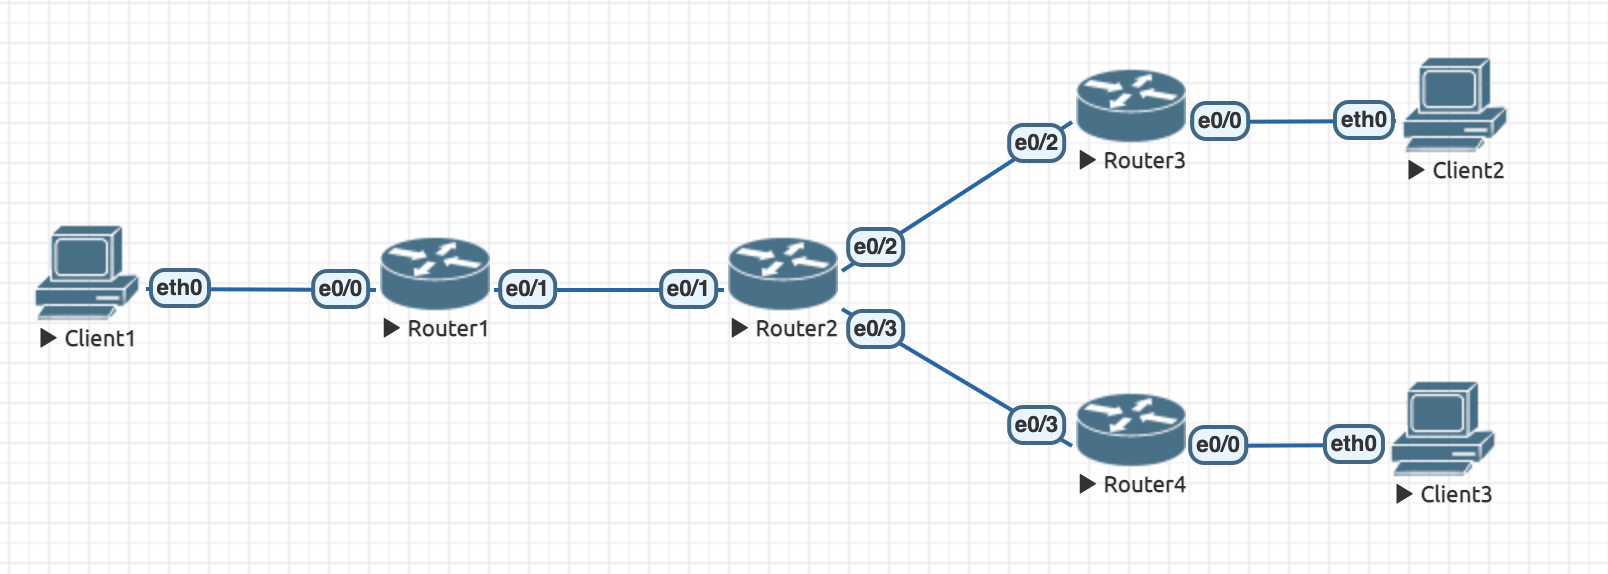 e0/2
Router3
e0/0
eth0
Client2
Client1
eth0
e0/0
Router1
e0/1
e0/1
Router2
e0/2
e0/3
e0/3
Router4
e0/0
eth0
Client3